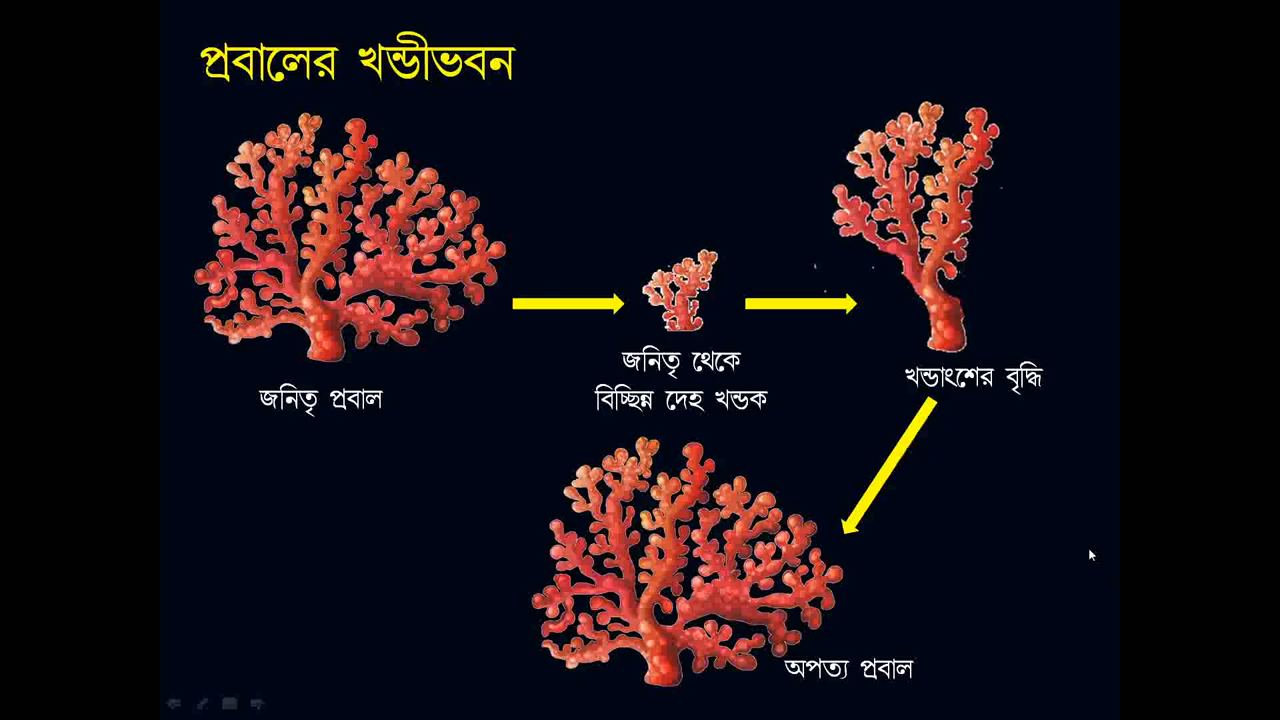 প্রবালের খন্ডীভবন
জনিতৃ প্রবাল
জনিতৃ থেকে
বিচ্ছিন্ন দেহ খন্ডক
খন্ডাংশের বৃদ্ধি
অপত্য প্রবাল